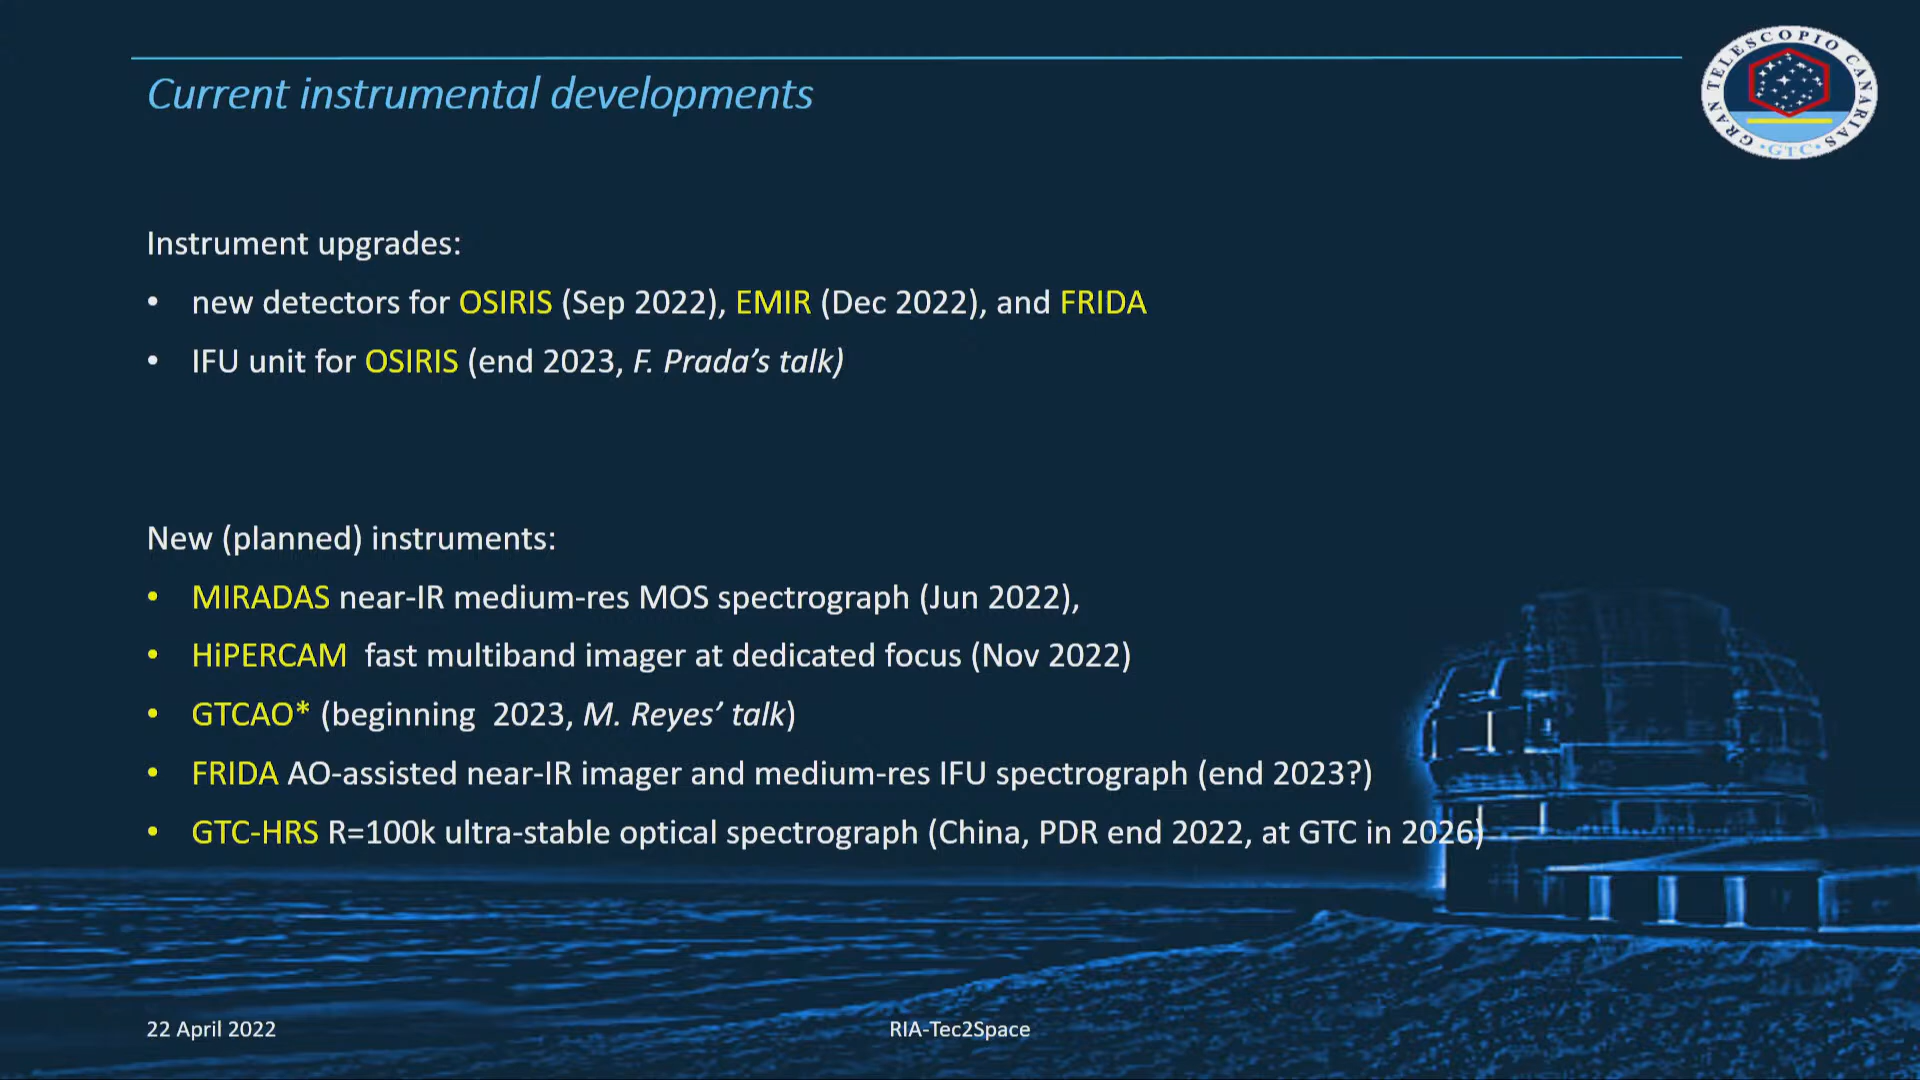 Current instrumental developments
GRAN TELESCOPIO CANARIAS
•GTC•
Instrument upgrades:
• new detectors for OSIRIS (Sep 2022), EMIR (Dec 2022), and FRIDA
• IFU unit for OSIRIS (end 2023, F. Prada’s talk)
New (planned) instruments:
• MIRADAS near-IR medium-res MOS spectrograph (Jun 2022),
• HiPERCAM fast multiband imager at dedicated focus (Nov 2022)
• GTCAO* (beginning 2023, M. Reyes’ talk)
• FRIDA AO-assisted near-IR imager and medium-res IFU spectrograph (end 2023?)
• GTC-HRS R=100k ultra-stable optical spectrograph (China, PDR end 2022, at GTC in 2026)
22 April 2022
RIA-Tec2Space